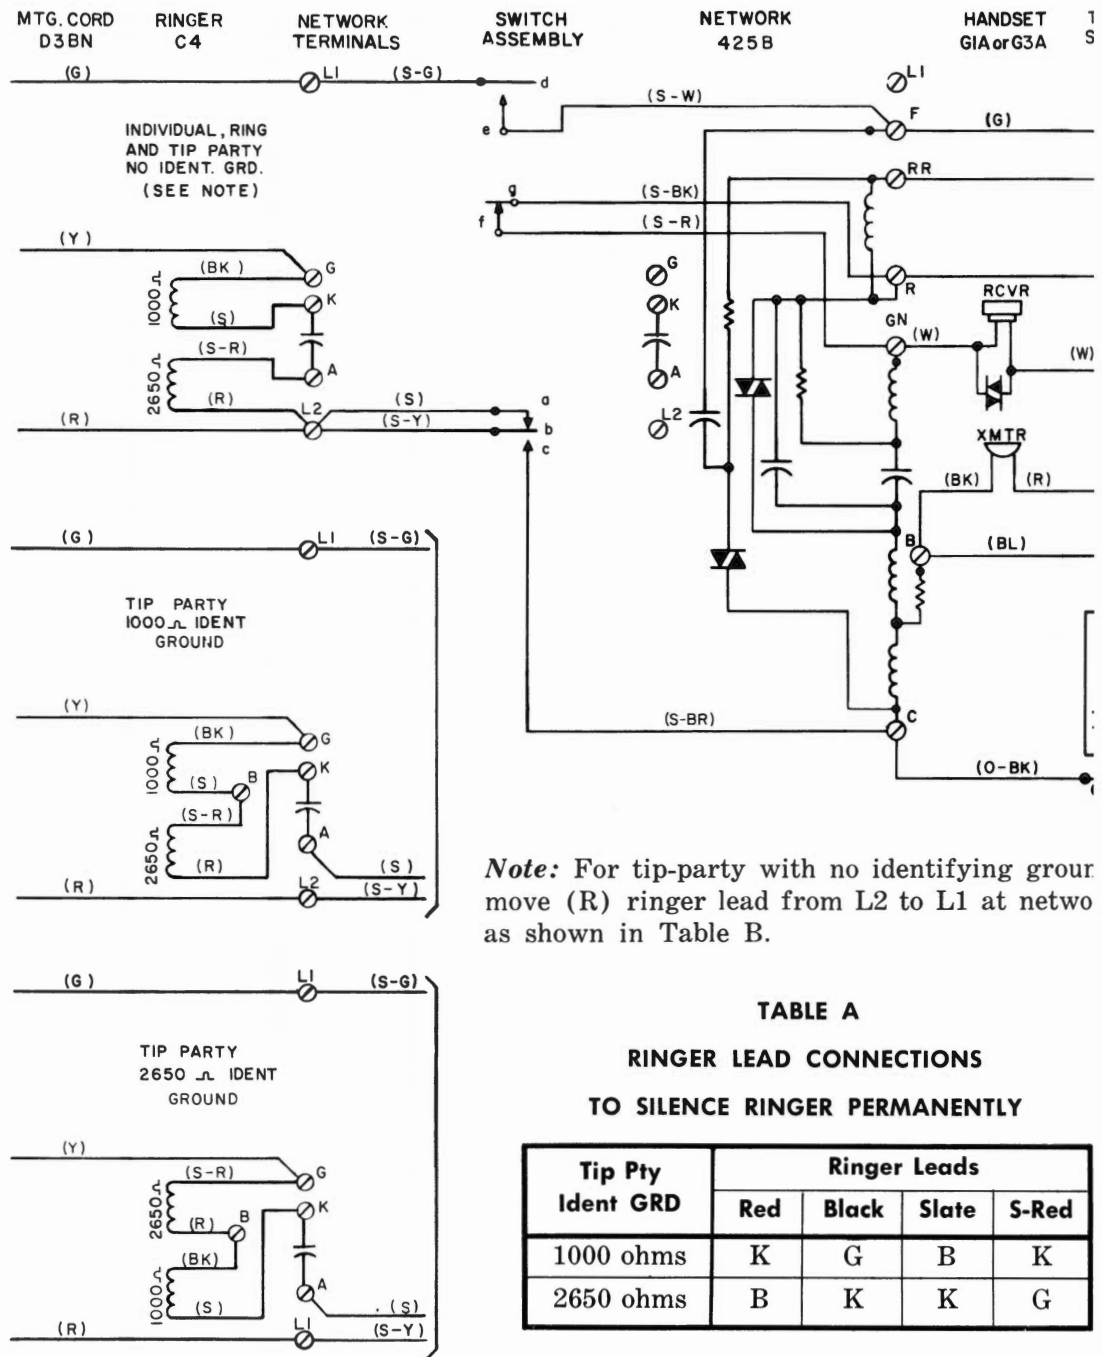 MTG. CORD RINGER NETWORK SWITCH NETWORK HANDSET
D3BN C4 TERMINALS ASSEMBLY 425B G1A or G3A S
(G) L1 (S-G) d L1
(S-W) F
e (G)
INDIVIDUAL, RING
AND TIP PARTY
NO IDENT. GRD.
(SEE NOTE)
RR
(S-BK) g
f (S-R)
(Y) G
(BK) G R
1000 Ω K K RCVR
(S) GN
(W)
(S-R) A A (W)
2650 Ω
(R) L2 (S) a L2
(R) (S-Y) b
c XMTR
(BK) (R)
(G) L1 (S-G) B (BL)
TIP PARTY
1000 Ω IDENT
GROUND
(Y) (S-BR) C
(BK) G
1000 Ω K (O-BK)
(S) B
(S-R)
2650 Ω A
(R) (S)
(R) L2 (S-Y)
Note: For tip-party with no identifying groun
move (R) ringer lead from L2 to L1 at netwo
as shown in Table B.
(G) L1 (S-G)
TIP PARTY
2650 Ω IDENT
GROUND
(Y) G
(S-R)
2650 Ω K
(R) B
(BK)
1000 Ω A
(S) (S)
(R) L1 (S-Y)
TABLE A
RINGER LEAD CONNECTIONS
TO SILENCE RINGER PERMANENTLY
Tip Pty Ringer Leads
Ident GRD Red Black Slate S-Red
1000 ohms K G B K
2650 ohms B K K G